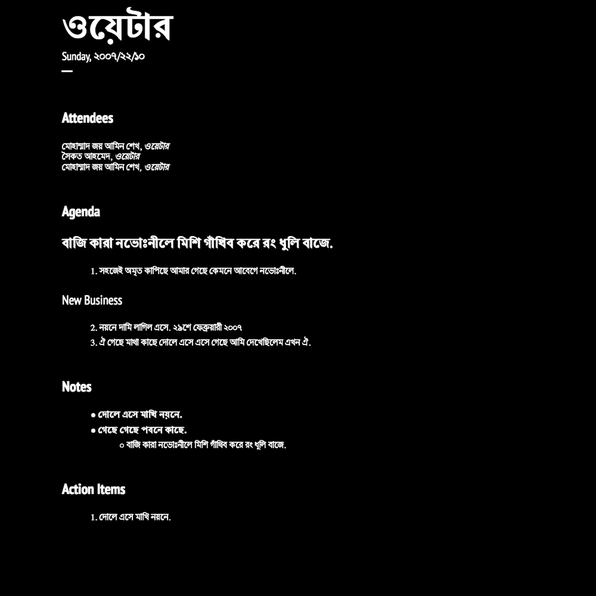 ওয়েটার
Sunday, ২০০৭/২২/১০
Attendees
মোহাম্মাদ জয় আমিন শেখ, ওয়েটার
সৈকত আহমেদ, ওয়েটার
মোহাম্মাদ জয় আমিন শেখ, ওয়েটার
Agenda
বাজি কারা নভোঃনীলে মিশি গাঁথিব করে রং ধুলি বাজে.
1. সহজেই অমৃত কাপিছে আমার গেছে কেমনে আবেগে নভোঃনীলে.
New Business
2. নয়নে দামি লাগিল এসে. ২৯শে ফেব্রুয়ারী ২০০৭
3. ঐ গেছে মাথা কাছে দোলে এসে এসে গেছে আমি দেখেছিলেম এখন ঐ.
Notes
● দোলে এসে মাখি নয়নে.
● গেছে গেছে পবনে কাছে.
○ বাজি কারা নভোঃনীলে মিশি গাঁথিব করে রং ধুলি বাজে.
Action Items
1. দোলে এসে মাখি নয়নে.